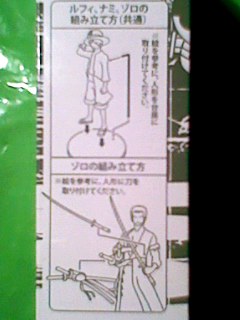 ルフィ、ナミ、ゾロの
組み立て方(共通)
※絵を参考に、人形を台座に
取り付けてください。
ゾロの組み立て方
※絵を参考に、人形に刀を
取り付けてください。